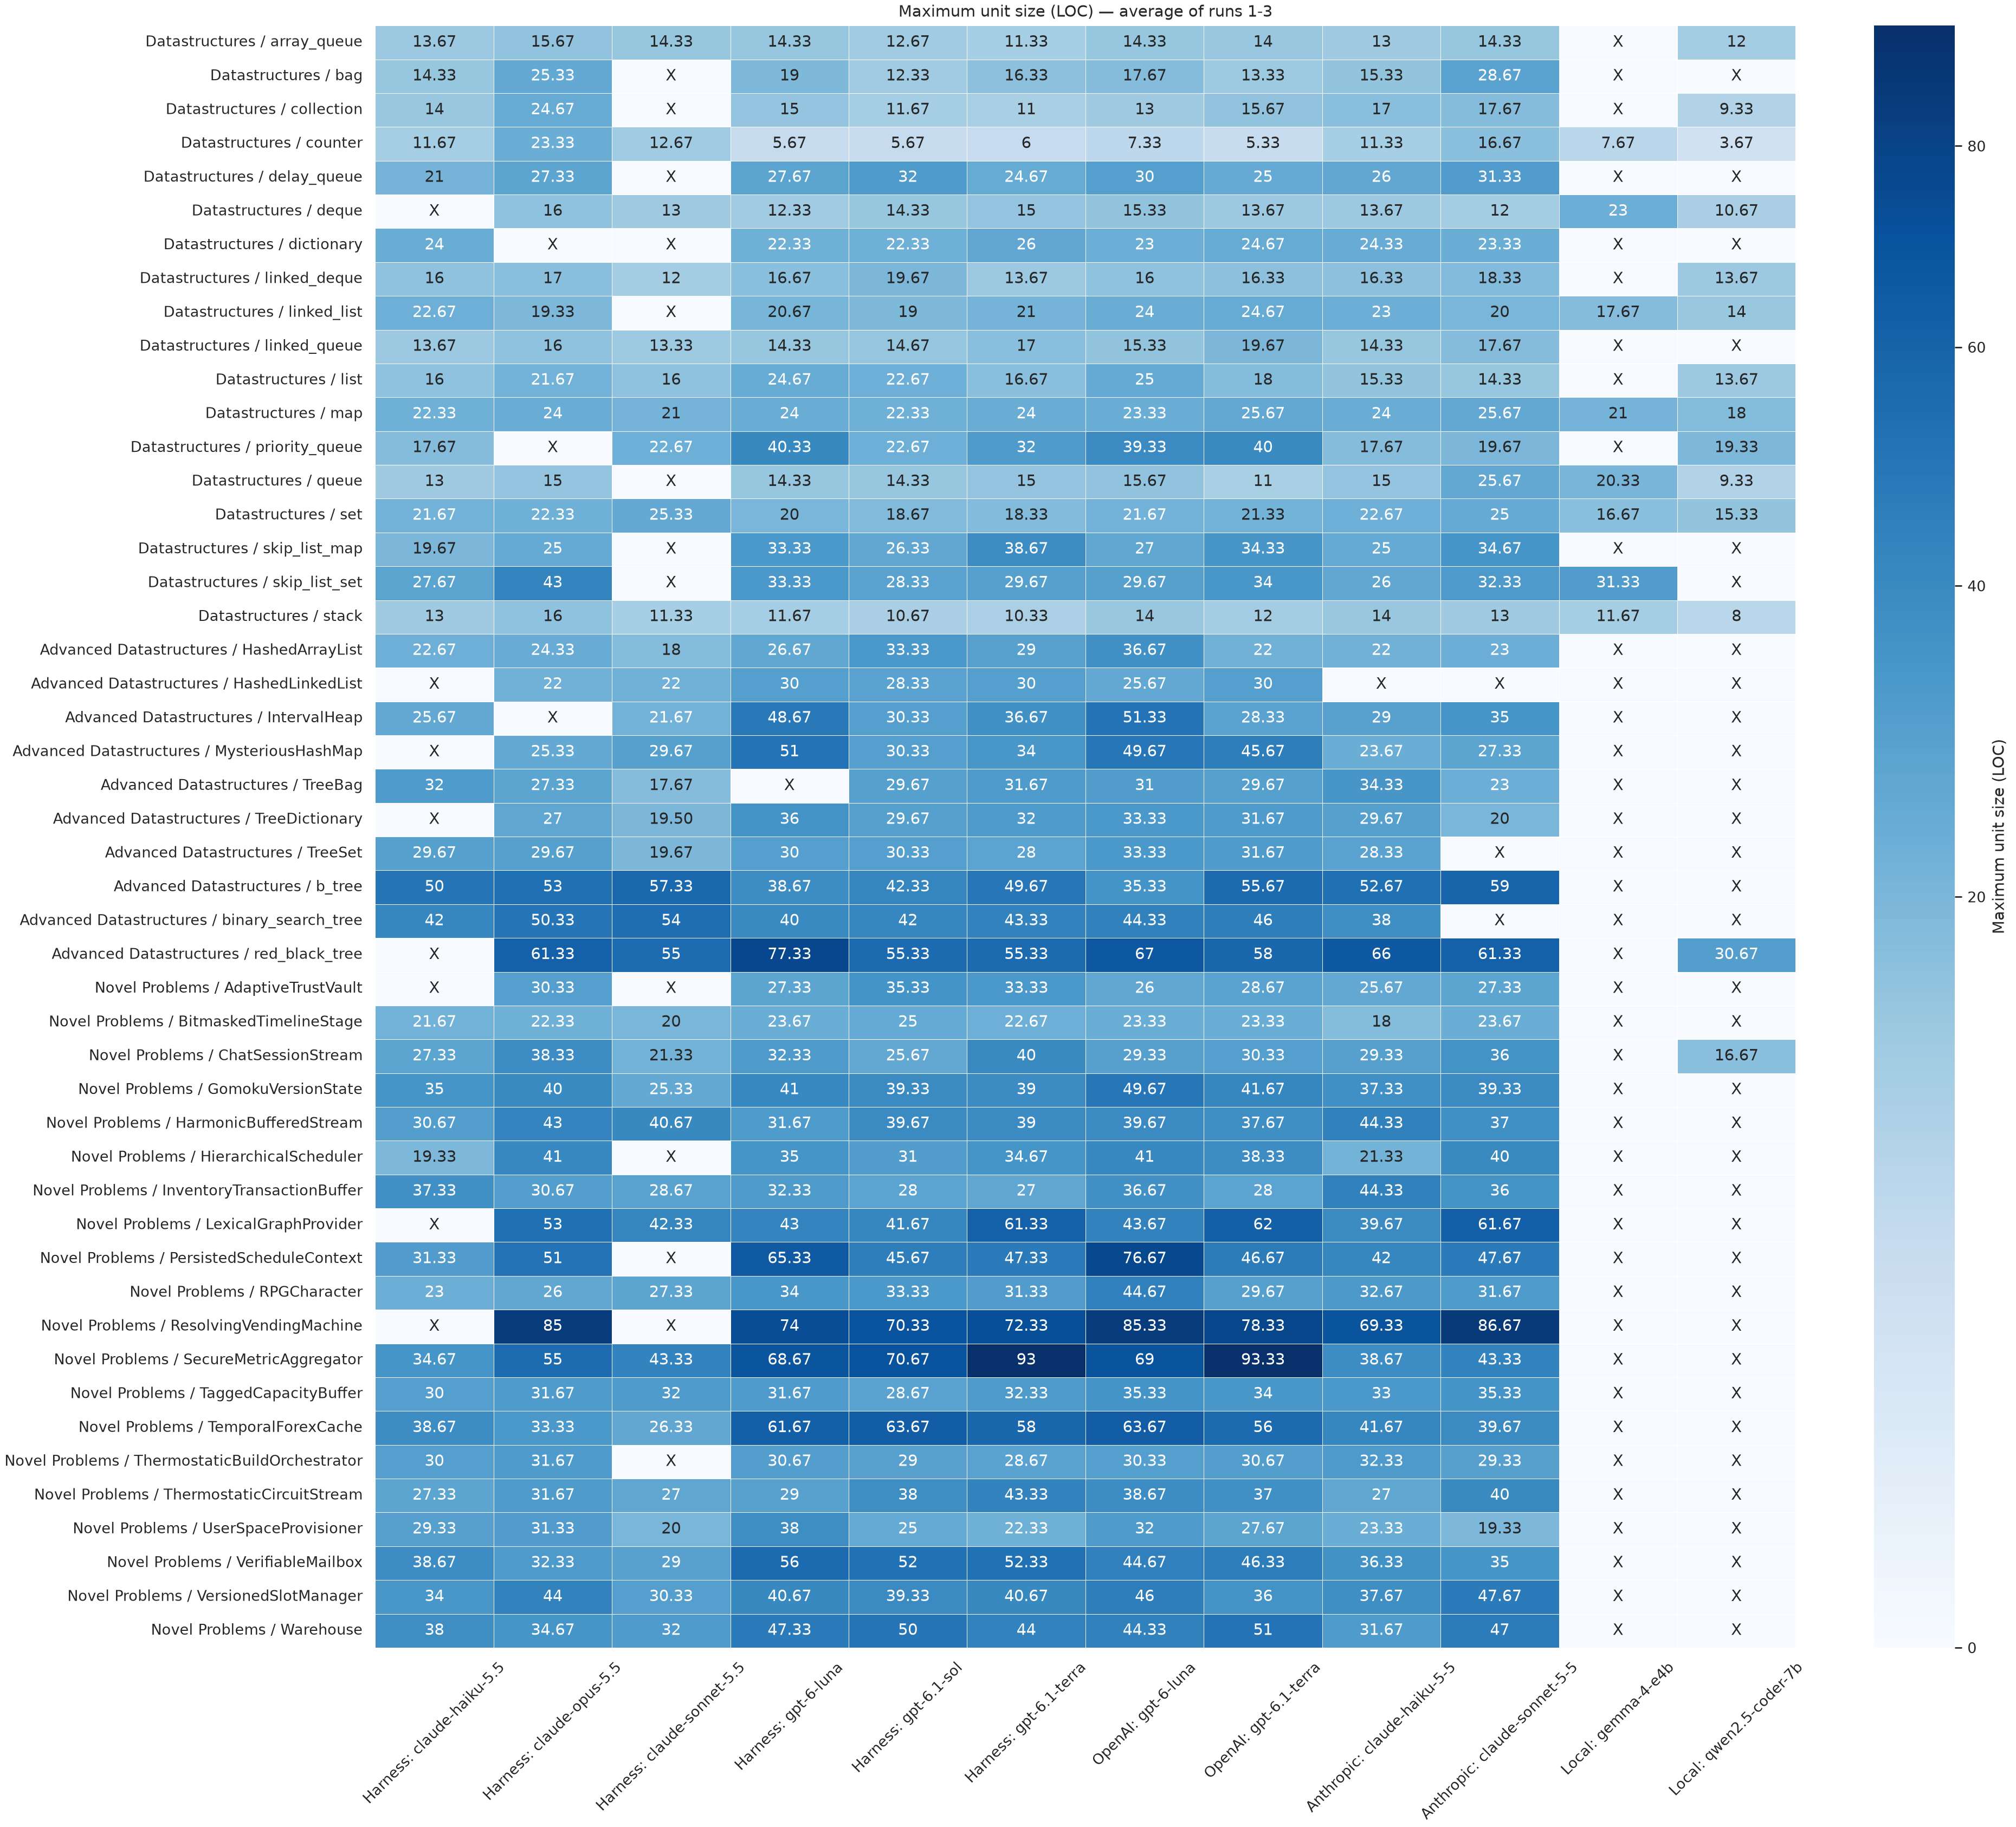 Maximum unit size (LOC) — average of runs 1-3
Datastructures / array_queue 13.67 15.67 14.33 14.33 12.67 11.33 14.33 14 13 14.33 X 12
Datastructures / bag 14.33 25.33 X 19 12.33 16.33 17.67 13.33 15.33 28.67 X X
Datastructures / collection 14 24.67 X 15 11.67 11 13 15.67 17 17.67 X 9.33
Datastructures / counter 11.67 23.33 12.67 5.67 5.67 6 7.33 5.33 11.33 16.67 7.67 3.67
Datastructures / delay_queue 21 27.33 X 27.67 32 24.67 30 25 26 31.33 X X
Datastructures / deque X 16 13 12.33 14.33 15 15.33 13.67 13.67 12 23 10.67
Datastructures / dictionary 24 X X 22.33 22.33 26 23 24.67 24.33 23.33 X X
Datastructures / linked_deque 16 17 12 16.67 19.67 13.67 16 16.33 16.33 18.33 X 13.67
Datastructures / linked_list 22.67 19.33 X 20.67 19 21 24 24.67 23 20 17.67 14
Datastructures / linked_queue 13.67 16 13.33 14.33 14.67 17 15.33 19.67 14.33 17.67 X X
Datastructures / list 16 21.67 16 24.67 22.67 16.67 25 18 15.33 14.33 X 13.67
Datastructures / map 22.33 24 21 24 22.33 24 23.33 25.67 24 25.67 21 18
Datastructures / priority_queue 17.67 X 22.67 40.33 22.67 32 39.33 40 17.67 19.67 X 19.33
Datastructures / queue 13 15 X 14.33 14.33 15 15.67 11 15 25.67 20.33 9.33
Datastructures / set 21.67 22.33 25.33 20 18.67 18.33 21.67 21.33 22.67 25 16.67 15.33
Datastructures / skip_list_map 19.67 25 X 33.33 26.33 38.67 27 34.33 25 34.67 X X
Datastructures / skip_list_set 27.67 43 X 33.33 28.33 29.67 29.67 34 26 32.33 31.33 X
Datastructures / stack 13 16 11.33 11.67 10.67 10.33 14 12 14 13 11.67 8
Advanced Datastructures / HashedArrayList 22.67 24.33 18 26.67 33.33 29 36.67 22 22 23 X X
Advanced Datastructures / HashedLinkedList X 22 22 30 28.33 30 25.67 30 X X X X
Advanced Datastructures / IntervalHeap 25.67 X 21.67 48.67 30.33 36.67 51.33 28.33 29 35 X X
Advanced Datastructures / MysteriousHashMap X 25.33 29.67 51 30.33 34 49.67 45.67 23.67 27.33 X X
Advanced Datastructures / TreeBag 32 27.33 17.67 X 29.67 31.67 31 29.67 34.33 23 X X
Advanced Datastructures / TreeDictionary X 27 19.50 36 29.67 32 33.33 31.67 29.67 20 X X
Advanced Datastructures / TreeSet 29.67 29.67 19.67 30 30.33 28 33.33 31.67 28.33 X X X
Advanced Datastructures / b_tree 50 53 57.33 38.67 42.33 49.67 35.33 55.67 52.67 59 X X
Advanced Datastructures / binary_search_tree 42 50.33 54 40 42 43.33 44.33 46 38 X X X
Advanced Datastructures / red_black_tree X 61.33 55 77.33 55.33 55.33 67 58 66 61.33 X 30.67
Novel Problems / AdaptiveTrustVault X 30.33 X 27.33 35.33 33.33 26 28.67 25.67 27.33 X X
Novel Problems / BitmaskedTimelineStage 21.67 22.33 20 23.67 25 22.67 23.33 23.33 18 23.67 X X
Novel Problems / ChatSessionStream 27.33 38.33 21.33 32.33 25.67 40 29.33 30.33 29.33 36 X 16.67
Novel Problems / GomokuVersionState 35 40 25.33 41 39.33 39 49.67 41.67 37.33 39.33 X X
Novel Problems / HarmonicBufferedStream 30.67 43 40.67 31.67 39.67 39 39.67 37.67 44.33 37 X X
Novel Problems / HierarchicalScheduler 19.33 41 X 35 31 34.67 41 38.33 21.33 40 X X
Novel Problems / InventoryTransactionBuffer 37.33 30.67 28.67 32.33 28 27 36.67 28 44.33 36 X X
Novel Problems / LexicalGraphProvider X 53 42.33 43 41.67 61.33 43.67 62 39.67 61.67 X X
Novel Problems / PersistedScheduleContext 31.33 51 X 65.33 45.67 47.33 76.67 46.67 42 47.67 X X
Novel Problems / RPGCharacter 23 26 27.33 34 33.33 31.33 44.67 29.67 32.67 31.67 X X
Novel Problems / ResolvingVendingMachine X 85 X 74 70.33 72.33 85.33 78.33 69.33 86.67 X X
Novel Problems / SecureMetricAggregator 34.67 55 43.33 68.67 70.67 93 69 93.33 38.67 43.33 X X
Novel Problems / TaggedCapacityBuffer 30 31.67 32 31.67 28.67 32.33 35.33 34 33 35.33 X X
Novel Problems / TemporalForexCache 38.67 33.33 26.33 61.67 63.67 58 63.67 56 41.67 39.67 X X
Novel Problems / ThermostaticBuildOrchestrator 30 31.67 X 30.67 29 28.67 30.33 30.67 32.33 29.33 X X
Novel Problems / ThermostaticCircuitStream 27.33 31.67 27 29 38 43.33 38.67 37 27 40 X X
Novel Problems / UserSpaceProvisioner 29.33 31.33 20 38 25 22.33 32 27.67 23.33 19.33 X X
Novel Problems / VerifiableMailbox 38.67 32.33 29 56 52 52.33 44.67 46.33 36.33 35 X X
Novel Problems / VersionedSlotManager 34 44 30.33 40.67 39.33 40.67 46 36 37.67 47.67 X X
Novel Problems / Warehouse 38 34.67 32 47.33 50 44 44.33 51 31.67 47 X X
Harness: claude-haiku-5.5
Harness: claude-opus-5.5
Harness: claude-sonnet-5.5
Harness: gpt-6-luna
Harness: gpt-6.1-sol
Harness: gpt-6.1-terra
OpenAI: gpt-6-luna
OpenAI: gpt-6.1-terra
Anthropic: claude-haiku-5-5
Anthropic: claude-sonnet-5-5
Local: gemma-4-e4b
Local: qwen2.5-coder-7b
80
60
40
20
0
Maximum unit size (LOC)